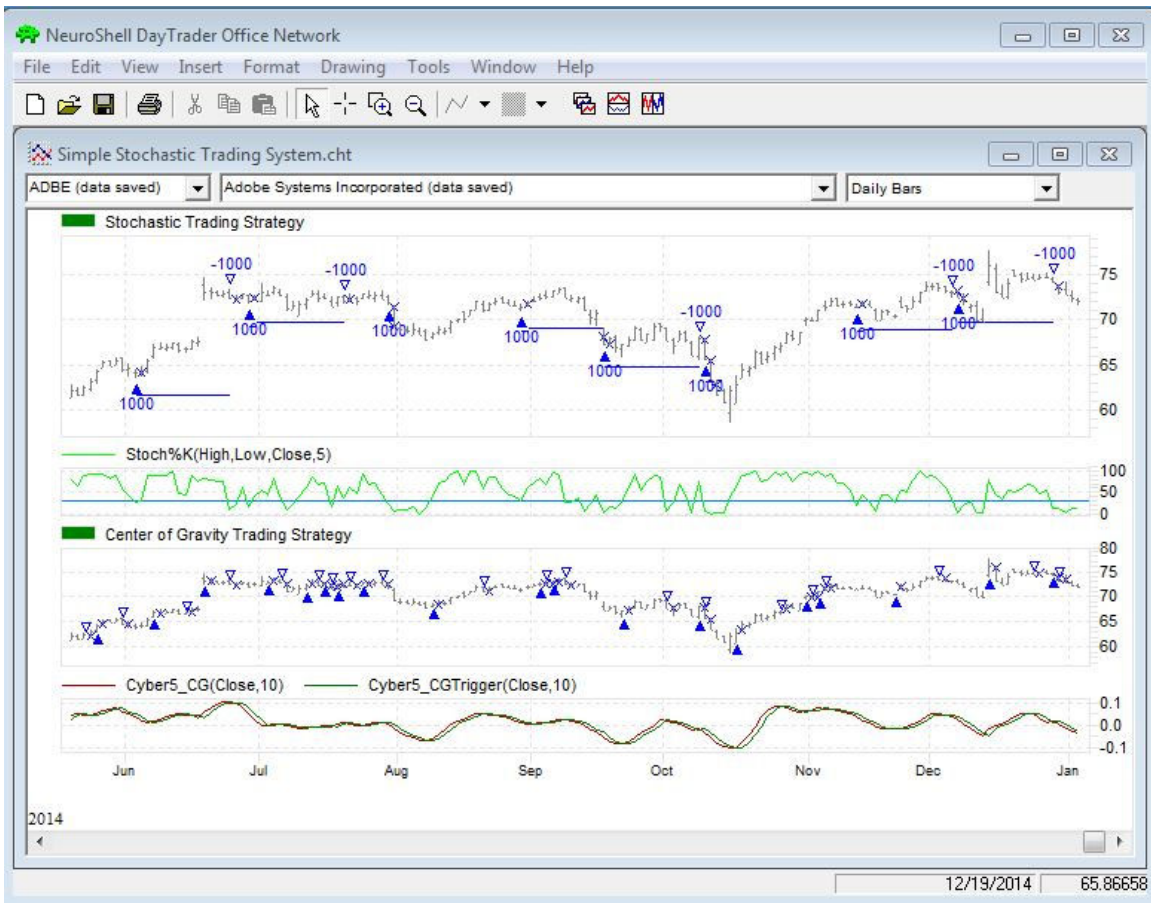 NeuroShell DayTrader Office Network
File Edit View Insert Format Drawing Tools Window Help
Simple Stochastic Trading System.cht
ADBE (data saved) Adobe Systems Incorporated (data saved) Daily Bars
Stochastic Trading Strategy
-1000 -1000 -1000 -1000 -1000
75
70
65
60
1000 1000 1000 1000 1000 1000 1000 1000
Stoch%K(High,Low,Close,5)
100
50
0
Center of Gravity Trading Strategy
80
75
70
65
60
Cyber5_CG(Close,10) Cyber5_CGTrigger(Close,10)
0.1
0.0
-0.1
Jun Jul Aug Sep Oct Nov Dec Jan
2014
12/19/2014 65.86658